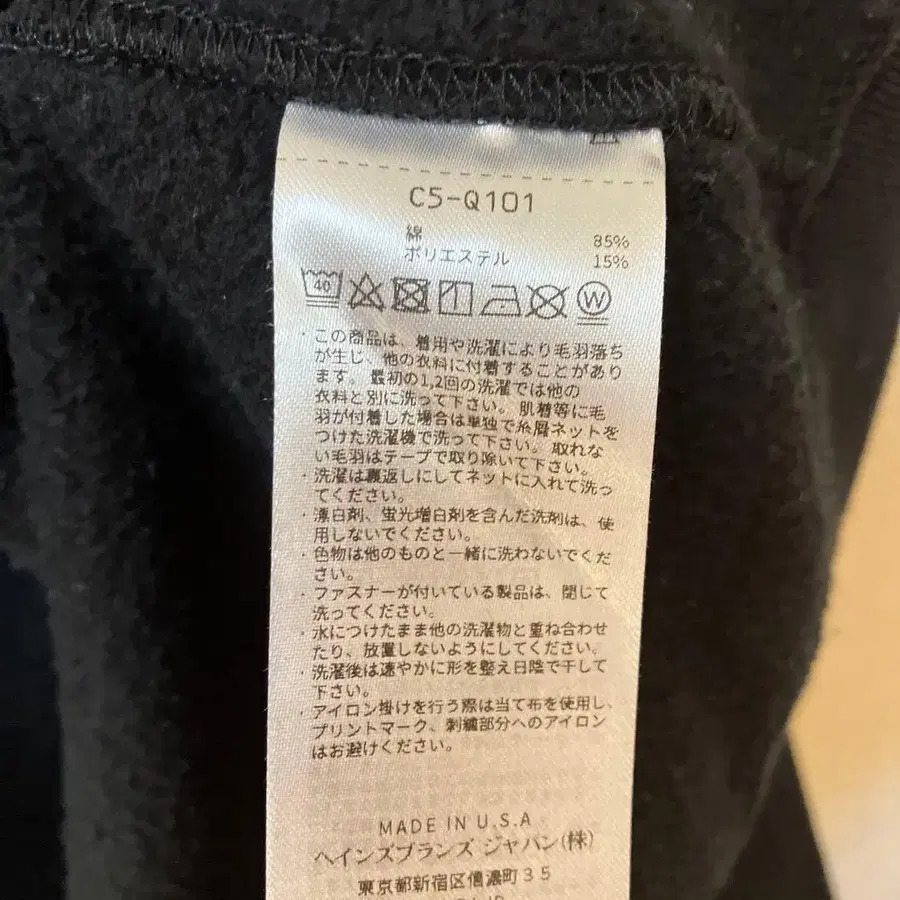 C5-Q101
綿 85%
ポリエステル 15%
40 W
・この商品は、着用や洗濯により毛羽落ち
が生じ、他の衣料に付着することがあり
ます。最初の1,2回の洗濯では他の
衣料と別に洗って下さい。肌着等に毛
羽が付着した場合は単独で糸屑ネットを
つけた洗濯機で洗って下さい。取れな
い毛羽はテープで取り除いて下さい。
・洗濯は裏返しにしてネットに入れて洗っ
てください。
・漂白剤、蛍光増白剤を含んだ洗剤は、使
用しないでください。
・色物は他のものと一緒に洗わないでくだ
さい。
・ファスナーが付いている製品は、閉じて
洗ってください。
・水につけたまま他の洗濯物と重ね合わせ
たり、放置しないようにしてください。
・洗濯後は速やかに形を整え日陰で干して
下さい。
・アイロン掛けを行う際は当て布を使用し、
プリントマーク、刺繍部分へのアイロン
はお避けください。
MADE IN U.S.A
ヘインズブランズ ジャパン(株)
東京都新宿区信濃町35